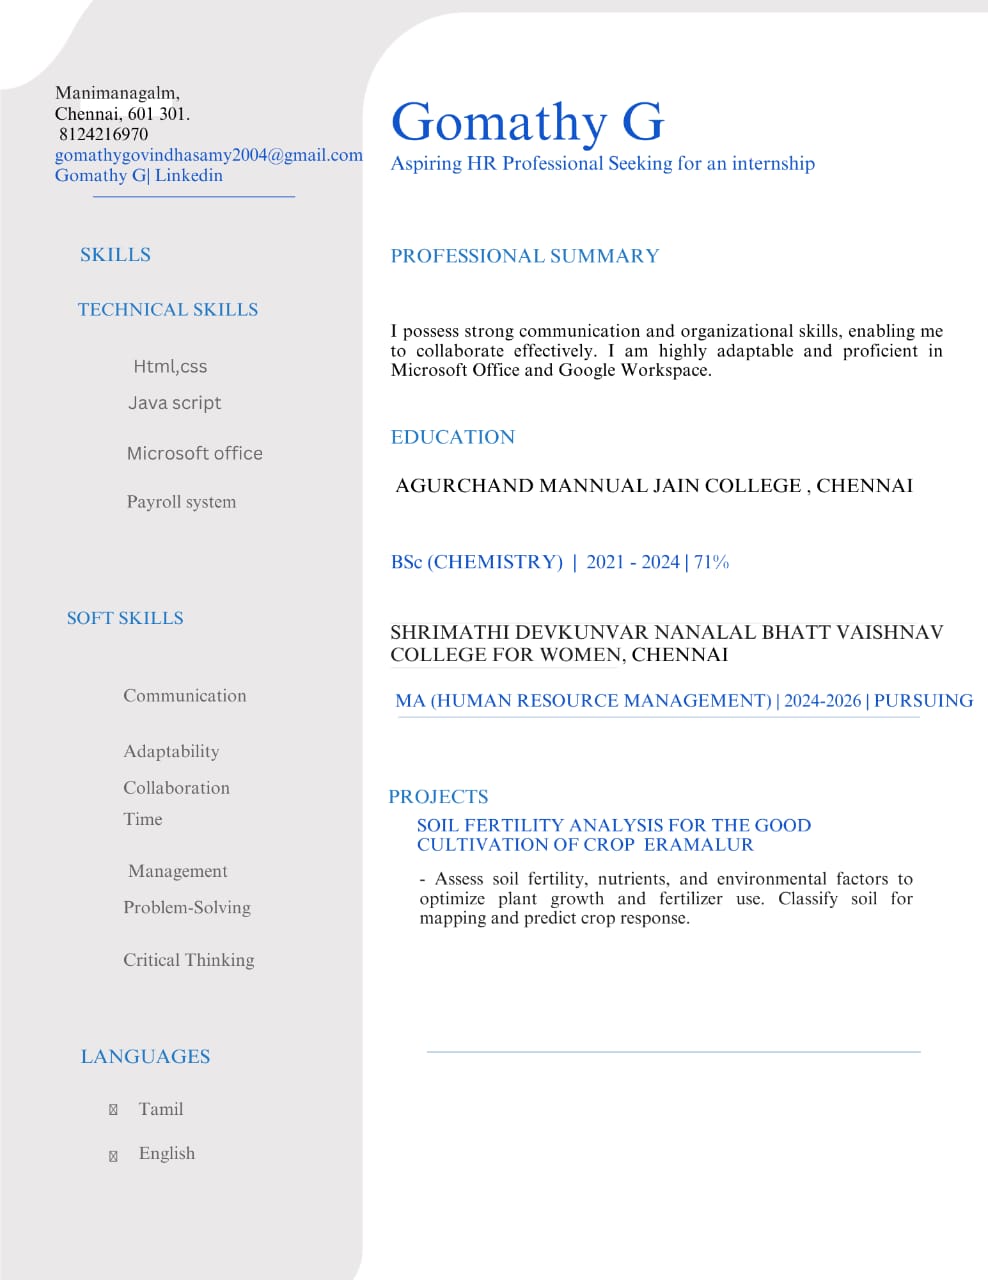 Manimanagalm,
Chennai, 601 301.
8124216970
gomathygovindhasamy2004@gmail.com
Gomathy G| Linkedin
SKILLS
TECHNICAL SKILLS
Html,css
Java script
Microsoft office
Payroll system
SOFT SKILLS
Communication
Adaptability
Collaboration
Time
Management
Problem-Solving
Critical Thinking
LANGUAGES
Tamil
English
Gomathy G
Aspiring HR Professional Seeking for an internship
PROFESSIONAL SUMMARY
I possess strong communication and organizational skills, enabling me
to collaborate effectively. I am highly adaptable and proficient in
Microsoft Office and Google Workspace.
EDUCATION
AGURCHAND MANNUAL JAIN COLLEGE , CHENNAI
BSc (CHEMISTRY) | 2021 - 2024 | 71%
SHRIMATHI DEVKUNVAR NANALAL BHATT VAISHNAV
COLLEGE FOR WOMEN, CHENNAI
MA (HUMAN RESOURCE MANAGEMENT) | 2024-2026 | PURSUING
PROJECTS
SOIL FERTILITY ANALYSIS FOR THE GOOD
CULTIVATION OF CROP ERAMALUR
- Assess soil fertility, nutrients, and environmental factors to
optimize plant growth and fertilizer use. Classify soil for
mapping and predict crop response.